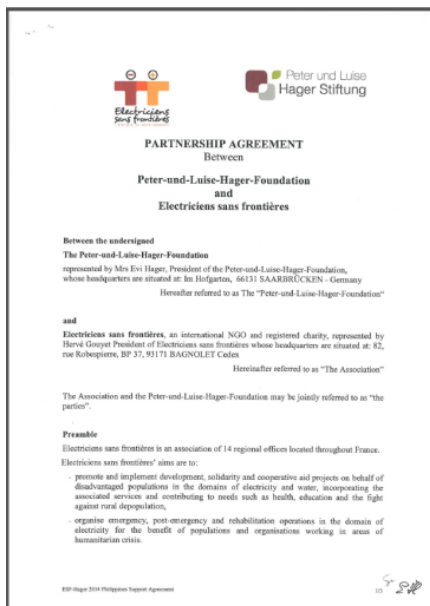 Electriciens
sans frontières
Peter und Luise
Hager Stiftung
PARTNERSHIP AGREEMENT
Between
Peter-und-Luise-Hager-Foundation
and
Electriciens sans frontières
Between the undersigned
The Peter-und-Luise-Hager-Foundation
represented by Mrs Evi Hager, President of the Peter-und-Luise-Hager-Foundation,
whose headquarters are situated at: Im Hofgarten, 66131 SAARBRÜCKEN - Germany
Hereafter referred to as The "Peter-und-Luise-Hager-Foundation"
and
Electriciens sans frontières, an international NGO and registered charity, represented by
Hervé Gouyet President of Electriciens sans frontières whose headquarters are situated at: 82,
rue Robespierre, BP 37, 93171 BAGNOLET Cedex
Hereinafter referred to as "The Association"
The Association and the Peter-und-Luise-Hager-Foundation may be jointly referred to as "the
parties".
Preamble
Electriciens sans frontières is an association of 14 regional offices located throughout France.
Electriciens sans frontières' aims are to:
- promote and implement development, solidarity and cooperative aid projects on behalf of
disadvantaged populations in the domains of electricity and water, incorporating the
associated services and contributing to needs such as health, education and the fight
against rural depopulation,
- organise emergency, post-emergency and rehabilitation operations in the domain of
electricity for the benefit of populations and organisations working in areas of
humanitarian crisis.
ESF-Hager 2014 Philippines Support Agreement
1/3